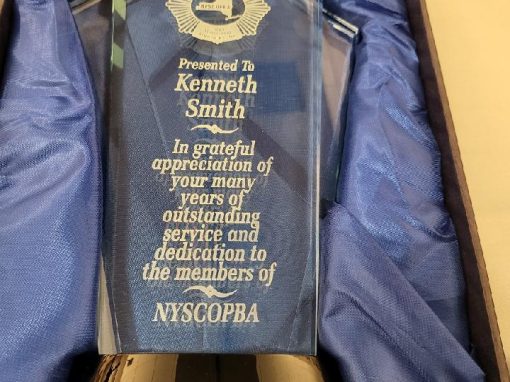 Presented To
Kenneth
Smith
In grateful
appreciation of
your many
years of
outstanding
service and
dedication to
the members of
NYSCOPBA